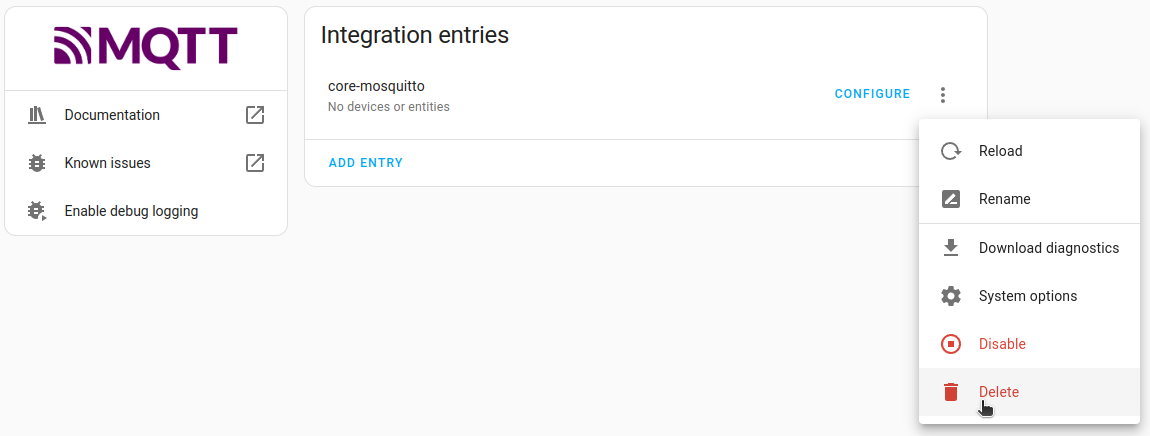 MQTT
Documentation
Known issues
Enable debug logging
Integration entries
core-mosquitto
No devices or entities
CONFIGURE
ADD ENTRY
Reload
Rename
Download diagnostics
System options
Disable
Delete